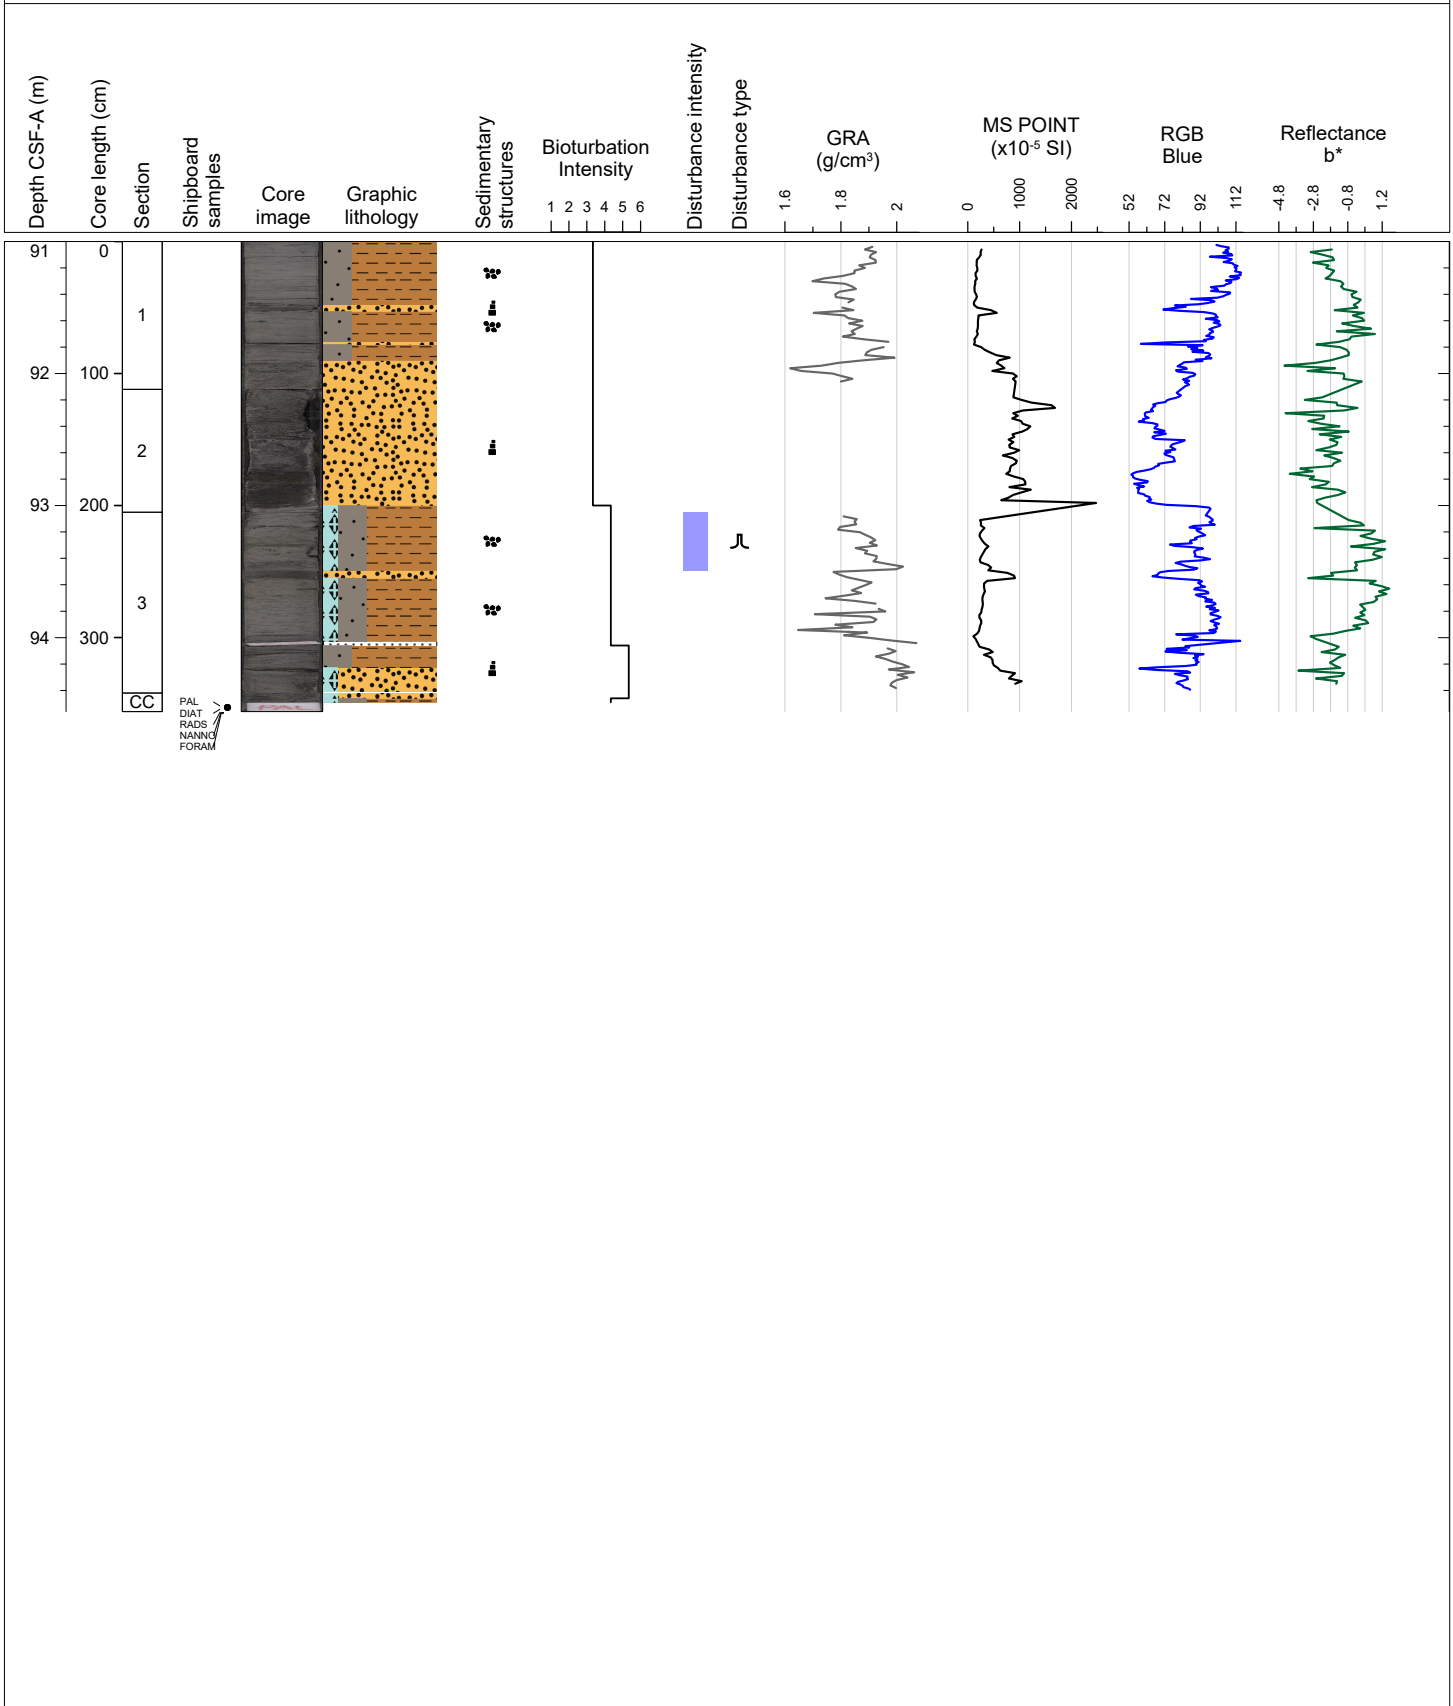 Depth CSF-A (m)
Core length (cm)
Section
Shipboard
samples
Core
image
Graphic
lithology
Sedimentary
structures
Bioturbation
Intensity
1 2 3 4 5 6
Disturbance intensity
Disturbance type
GRA
(g/cm³)
1.6 1.8 2
MS POINT
(x10⁻⁵ SI)
0 1000 2000
RGB
Blue
52 72 92 112
Reflectance
b*
-4.8 -2.8 -0.8 1.2
91 0
1
92 100
2
93 200
3
94 300
CC
PAL
DIAT
RADS
NANNO
FORAM
PAL